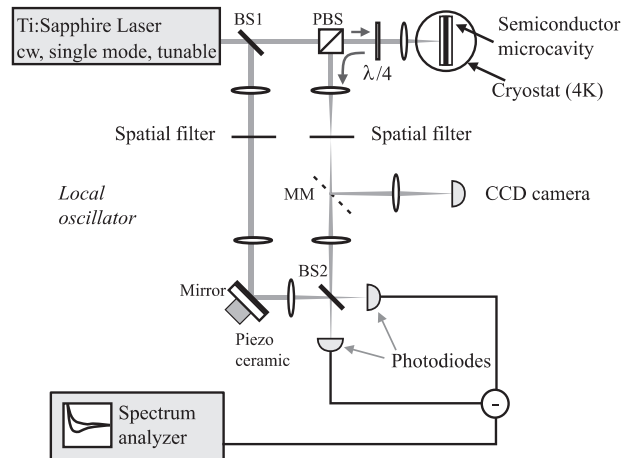 Ti:Sapphire Laser
cw, single mode, tunable
BS1
PBS
λ/4
Semiconductor
microcavity
Cryostat (4K)
Spatial filter
Spatial filter
Local
oscillator
MM
CCD camera
BS2
Mirror
Piezo
ceramic
Photodiodes
-
Spectrum
analyzer